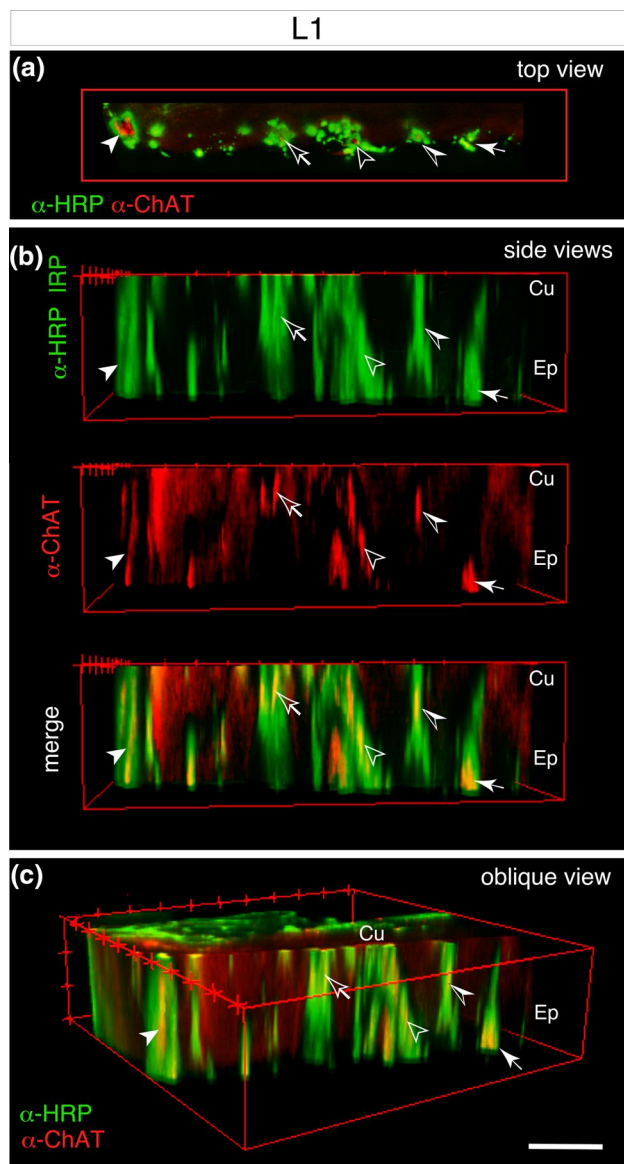 L1
(a)
top view
α-HRP α-ChAT
(b)
side views
α-HRP IRP
Cu
Ep
α-ChAT
Cu
Ep
merge
Cu
Ep
(c)
oblique view
Cu
Ep
α-HRP
α-ChAT